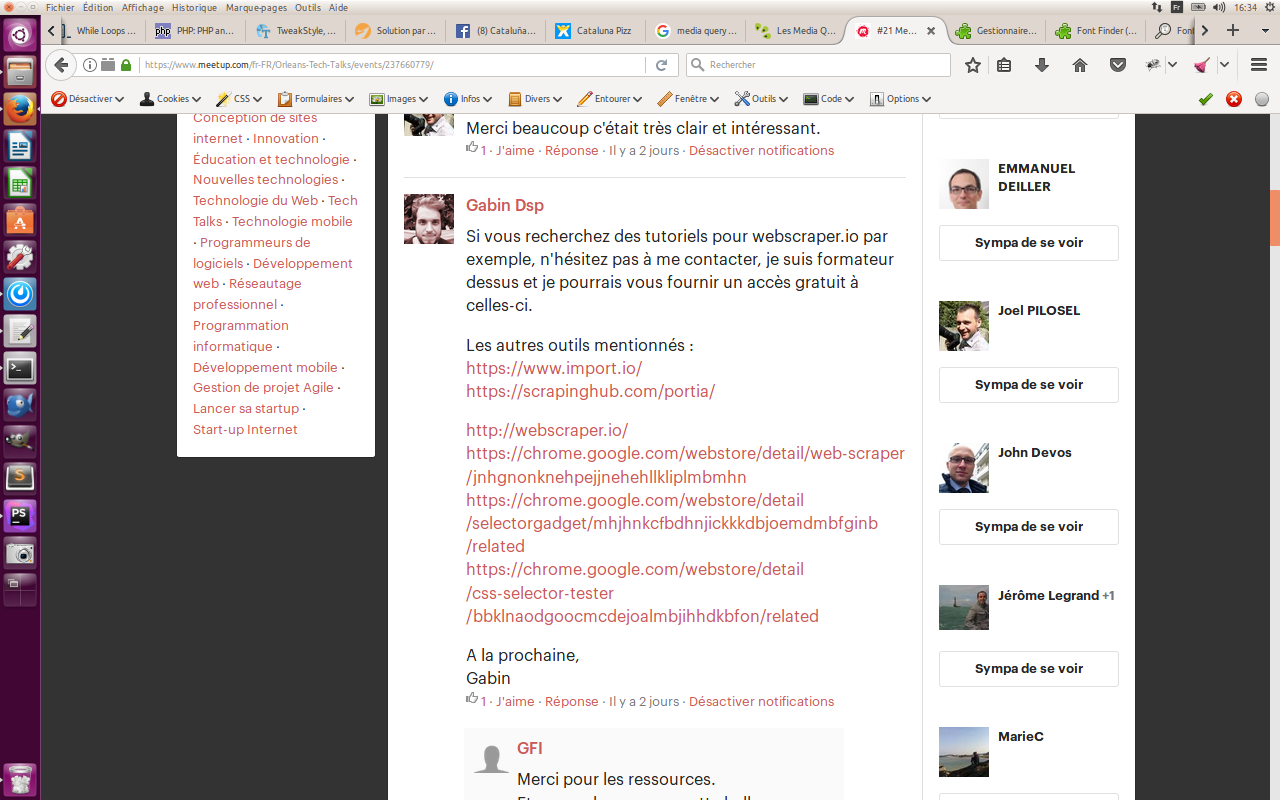 Fichier Édition Affichage Historique Marque-pages Outils Aide
Fr 16:34
While Loops ... PHP: PHP an... TweakStyle, ... Solution par ... (8) Cataluña... Cataluna Pizz media query ... Les Media Q... #21 Me... Gestionnaire... Font Finder (... Font
https://www.meetup.com/fr-FR/Orleans-Tech-Talks/events/237660779/
Rechercher
Désactiver Cookies CSS Formulaires Images Infos Divers Entourer Fenêtre Outils Code Options
Conception de sites
internet · Innovation ·
Éducation et technologie ·
Nouvelles technologies ·
Technologie du Web · Tech
Talks · Technologie mobile
· Programmeurs de
logiciels · Développement
web · Réseautage
professionnel ·
Programmation
informatique ·
Développement mobile ·
Gestion de projet Agile ·
Lancer sa startup ·
Start-up Internet
Merci beaucoup c'était très clair et intéressant.
1 · J'aime · Réponse · Il y a 2 jours · Désactiver notifications
Gabin Dsp
Si vous recherchez des tutoriels pour webscraper.io par
exemple, n'hésitez pas à me contacter, je suis formateur
dessus et je pourrais vous fournir un accès gratuit à
celles-ci.
Les autres outils mentionnés :
https://www.import.io/
https://scrapinghub.com/portia/
http://webscraper.io/
https://chrome.google.com/webstore/detail/web-scraper
/jnhgnonknehpejjnehehllkliplmbmhn
https://chrome.google.com/webstore/detail
/selectorgadget/mhjhnkcfbdhnjickkkdbjoemdmbfginb
/related
https://chrome.google.com/webstore/detail
/css-selector-tester
/bbklnaodgoocmcdejoalmbjihhdkbfon/related
A la prochaine,
Gabin
1 · J'aime · Réponse · Il y a 2 jours · Désactiver notifications
GFI
Merci pour les ressources.
EMMANUEL
DEILLER
Sympa de se voir
Joel PILOSEL
Sympa de se voir
John Devos
Sympa de se voir
Jérôme Legrand +1
Sympa de se voir
MarieC